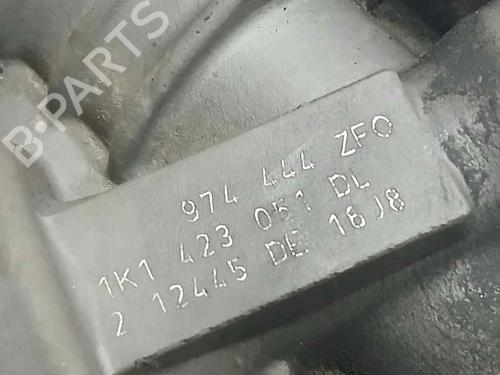 B-PARTS
974 444 ZFO
1K1 423 051 DL
2 12445 DE 16J8